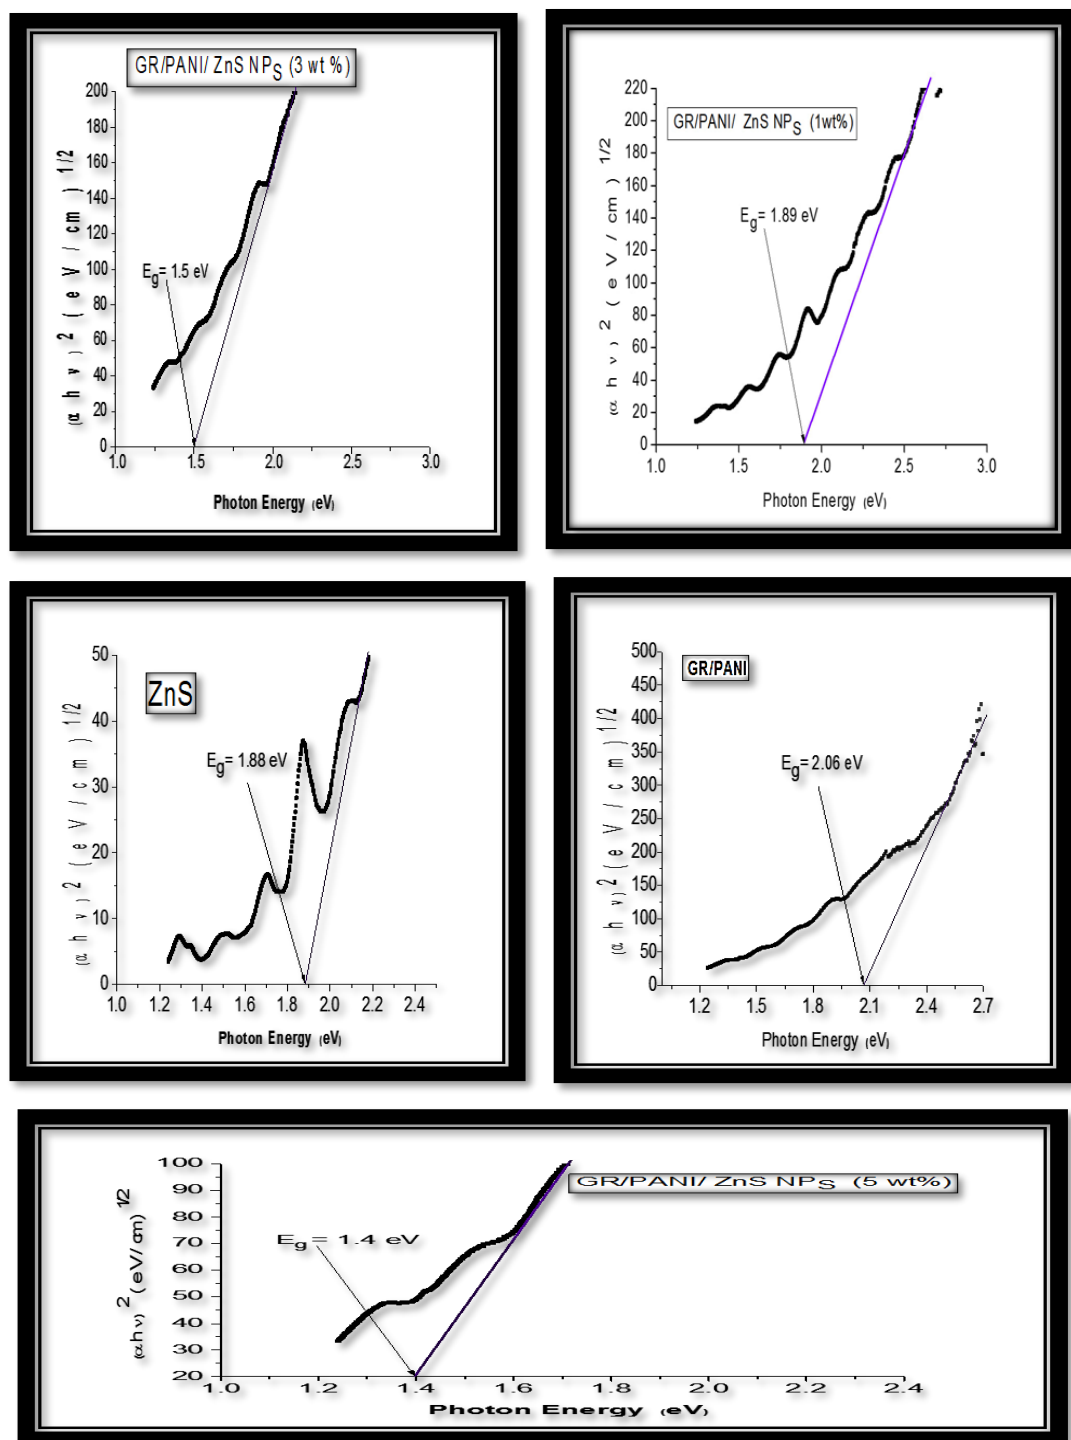 GR/PANI/ ZnS NPS (3 wt %)
(α h ν) 2 ( e V / cm ) 1/2
200
180
160
140
120
100
80
60
40
20
0
Eg= 1.5 eV
1.0 1.5 2.0 2.5 3.0
Photon Energy (eV)
GR/PANI/ ZnS NPS (1wt%)
(α h ν) 2 ( e V / cm ) 1/2
220
200
180
160
140
120
100
80
60
40
20
0
Eg= 1.89 eV
1.0 1.5 2.0 2.5 3.0
Photon Energy (eV)
ZnS
(α h ν) 2 ( e V / c m ) 1/2
50
40
30
20
10
0
Eg= 1.88 eV
1.0 1.2 1.4 1.6 1.8 2.0 2.2 2.4
Photon Energy (eV)
GR/PANI
(α h ν) 2 ( e V / c m ) 1/2
500
450
400
350
300
250
200
150
100
50
0
Eg= 2.06 eV
1.2 1.5 1.8 2.1 2.4 2.7
Photon Energy (eV)
GR/PANI/ ZnS NPS (5 wt%)
(αhν) 2 (eV/cm) 1/2
100
90
80
70
60
50
40
30
20
Eg= 1.4 eV
1.0 1.2 1.4 1.6 1.8 2.0 2.2 2.4
Photon Energy (eV)